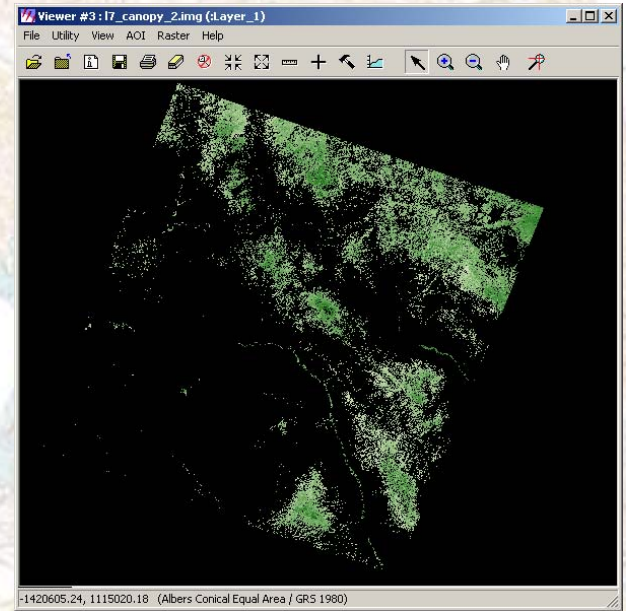 Viewer #3 : l7_canopy_2.img (:Layer_1)
File Utility View AOI Raster Help
-1420605.24, 1115020.18 (Albers Conical Equal Area / GRS 1980)